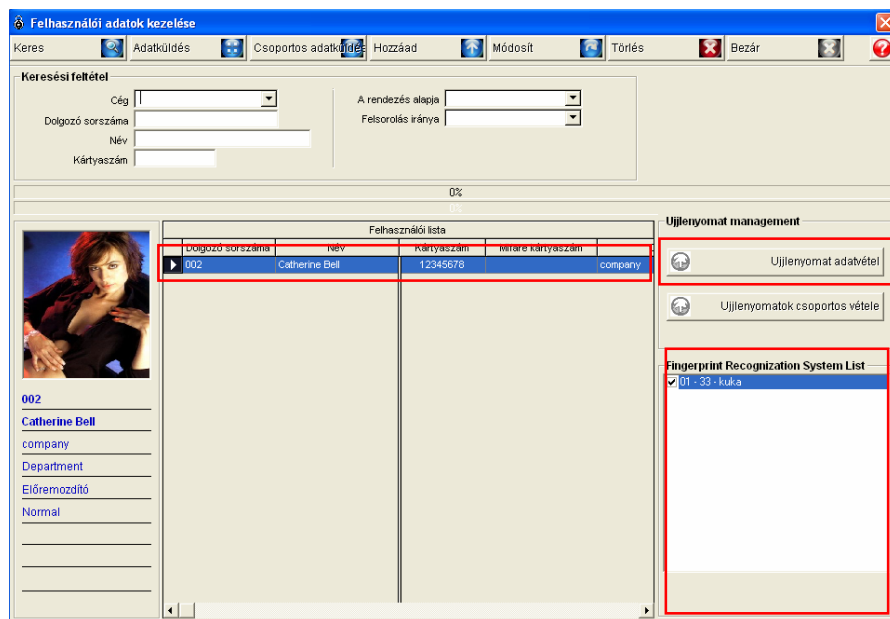 Felhasználói adatok kezelése
Keres Adatküldés Csoportos adatküldés Hozzáad Módosít Törlés Bezár
Keresési feltétel
Cég
Dolgozó sorszáma
Név
Kártyaszám
A rendezés alapja
Felsorolás iránya
0%
0%
Felhasználói lista
Dolgozó sorszáma Név Kártyaszám Mifare kártyaszám
002 Catherine Bell 12345678 company
002
Catherine Bell
company
Department
Előremozdító
Normal
Ujjlenyomat management
Ujjlenyomat adatvétel
Ujjlenyomatok csoportos vétele
Fingerprint Recognization System List
01 - 33 - kuka